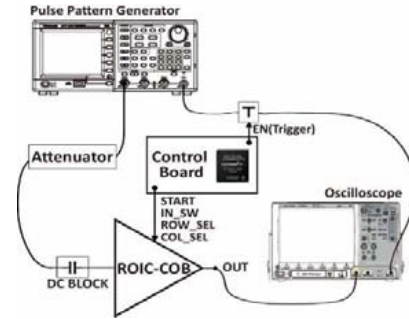 Pulse Pattern Generator
T
EN(Trigger)
Attenuator
Control
Board
Oscilloscope
START
IN_SW
ROW_SEL
COL_SEL
ROIC-COB
OUT
DC BLOCK